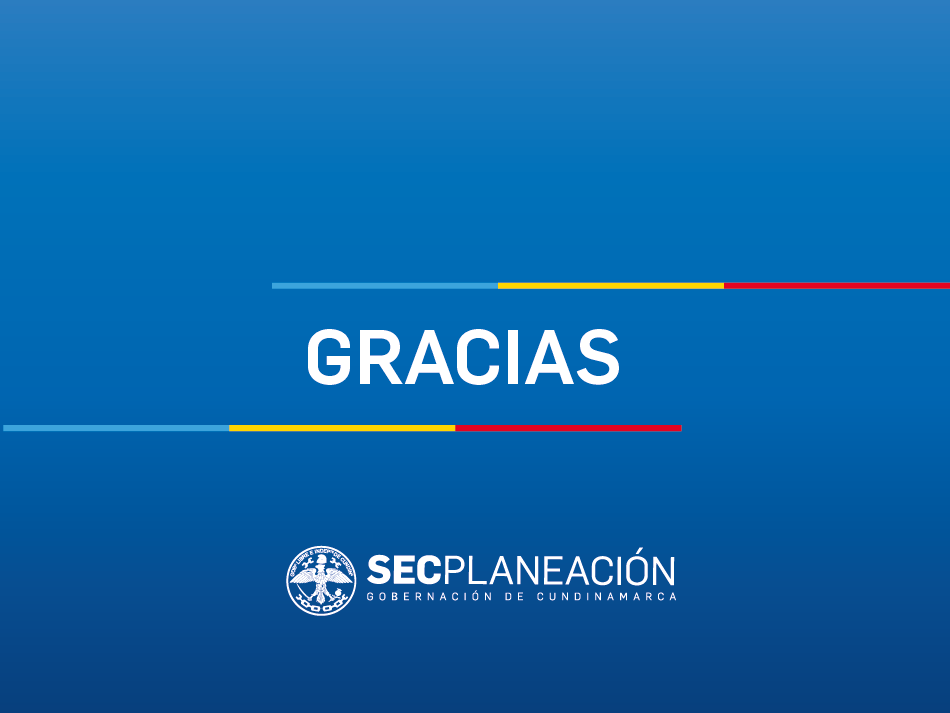 GRACIAS
SECPLANEACIÓN
GOBERNACIÓN DE CUNDINAMARCA